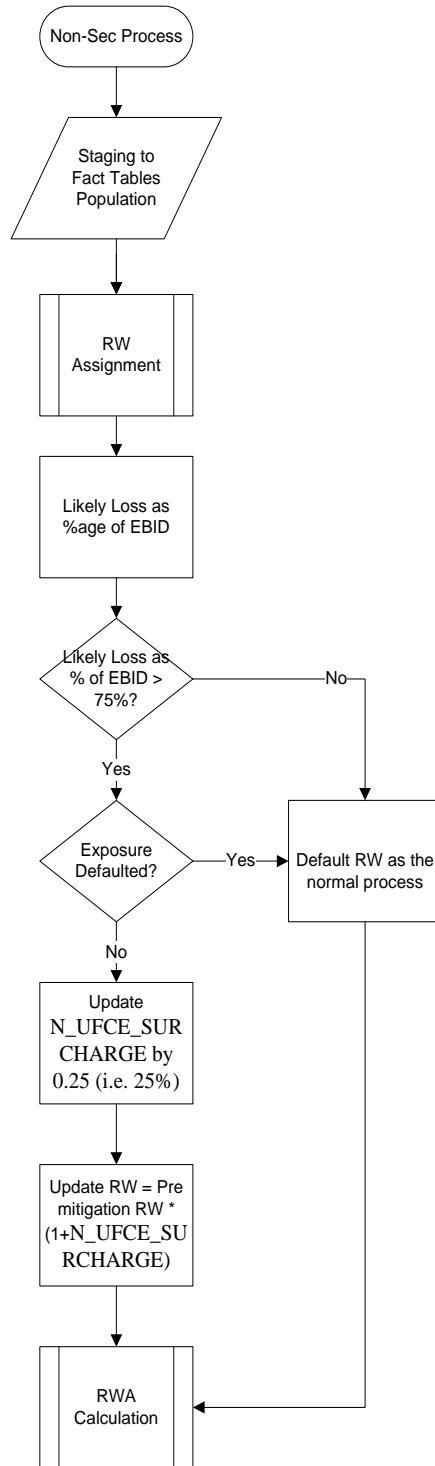 Non-Sec Process
Staging to
Fact Tables
Population
RW
Assignment
Likely Loss as
%age of EBID
Likely Loss as
% of EBID >
75%?
No
Yes
Exposure
Defaulted?
Yes
Default RW as the
normal process
No
Update
N_UFCE_SUR
CHARGE by
0.25 (i.e. 25%)
Update RW = Pre
mitigation RW *
(1+N_UFCE_SU
RCHARGE)
RWA
Calculation